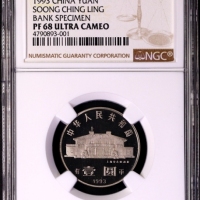 1993 CHINA YUAN
SOONG CHING LING
BANK SPECIMEN
PF 68 ULTRA CAMEO
4790893-001
NGC
NUMISMATIC GUARANTY CORPORATION
中华人民共和国
壹圆
1993